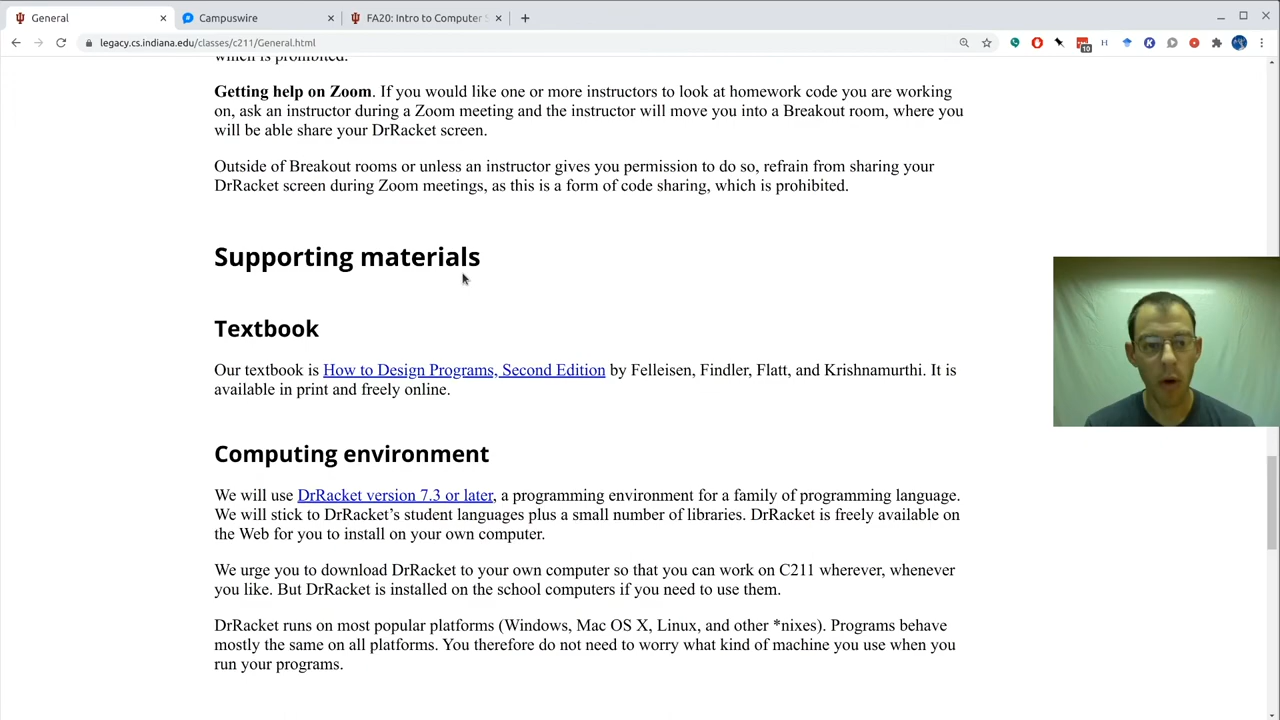 General
Campuswire
FA20: Intro to Computer S
legacy.cs.indiana.edu/classes/c211/General.html
10
H
which is prohibited.
Getting help on Zoom. If you would like one or more instructors to look at homework code you are working
on, ask an instructor during a Zoom meeting and the instructor will move you into a Breakout room, where you
will be able share your DrRacket screen.
Outside of Breakout rooms or unless an instructor gives you permission to do so, refrain from sharing your
DrRacket screen during Zoom meetings, as this is a form of code sharing, which is prohibited.
Supporting materials
Textbook
Our textbook is How to Design Programs, Second Edition by Felleisen, Findler, Flatt, and Krishnamurthi. It is
available in print and freely online.
Computing environment
We will use DrRacket version 7.3 or later, a programming environment for a family of programming language.
We will stick to DrRacket’s student languages plus a small number of libraries. DrRacket is freely available on
the Web for you to install on your own computer.
We urge you to download DrRacket to your own computer so that you can work on C211 wherever, whenever
you like. But DrRacket is installed on the school computers if you need to use them.
DrRacket runs on most popular platforms (Windows, Mac OS X, Linux, and other *nixes). Programs behave
mostly the same on all platforms. You therefore do not need to worry what kind of machine you use when you
run your programs.